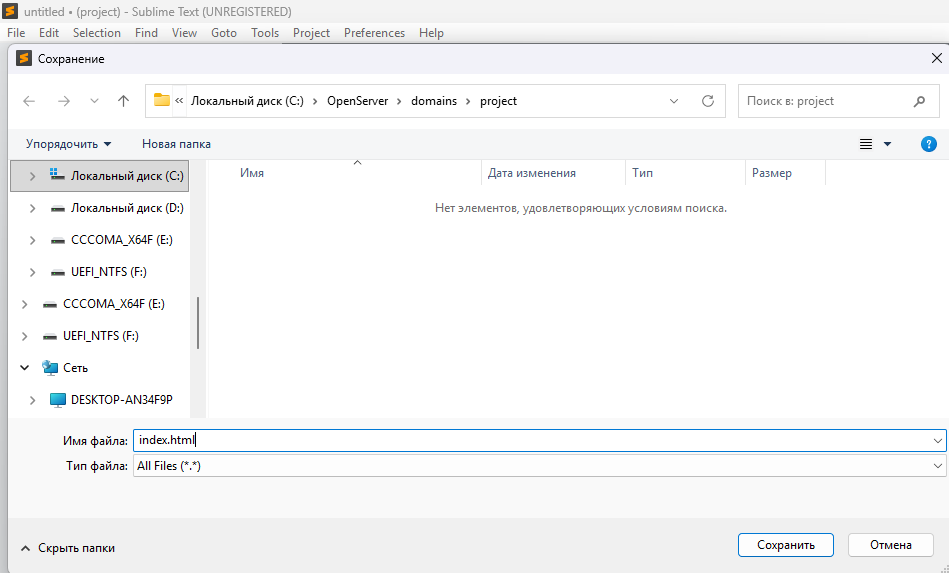 untitled • (project) - Sublime Text (UNREGISTERED)
File Edit Selection Find View Goto Tools Project Preferences Help
Сохранение
« Локальный диск (C:) › OpenServer › domains › project
Поиск в: project
Упорядочить Новая папка
Имя Дата изменения Тип Размер
Нет элементов, удовлетворяющих условиям поиска.
Локальный диск (C:)
Локальный диск (D:)
CCCOMA_X64F (E:)
UEFI_NTFS (F:)
CCCOMA_X64F (E:)
UEFI_NTFS (F:)
Сеть
DESKTOP-AN34F9P
Имя файла: index.html
Тип файла: All Files (*.*)
Скрыть папки
Сохранить Отмена